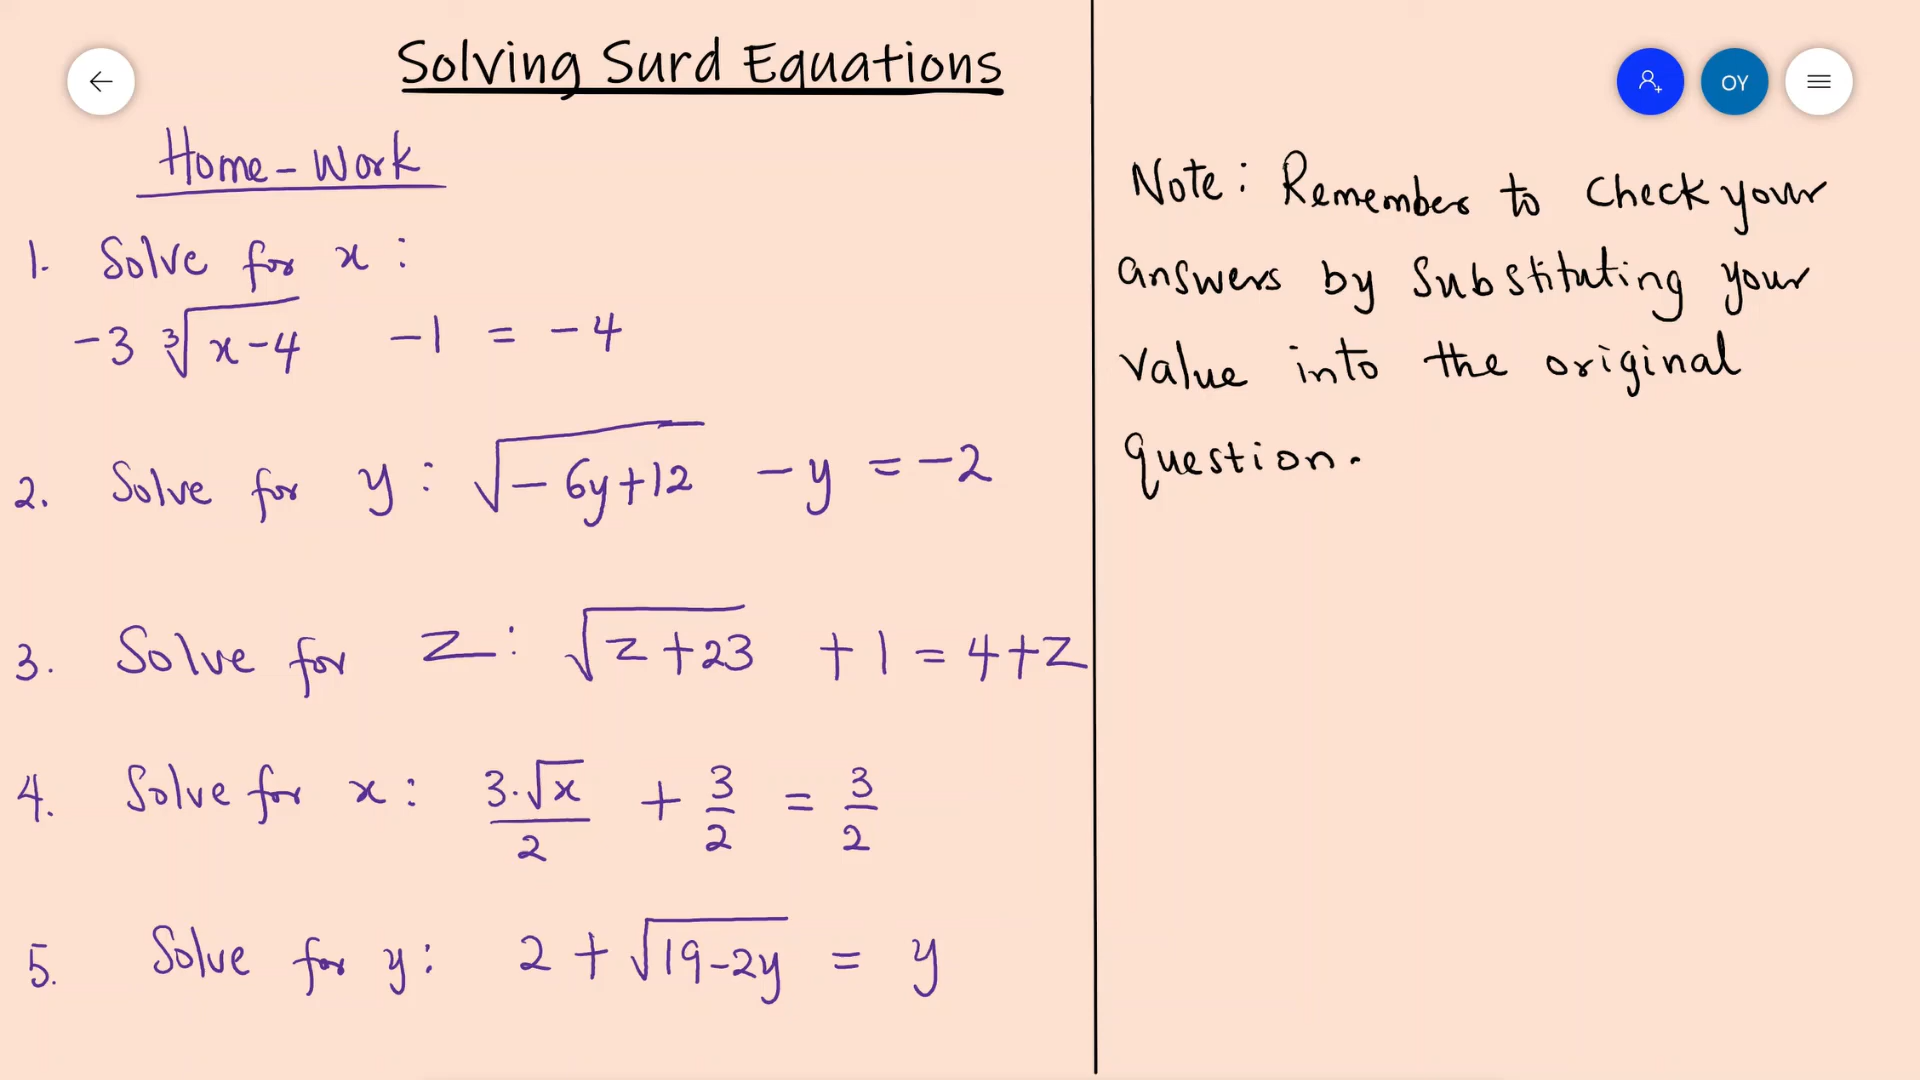 Solving Surd Equations
OY
Home-Work
1. Solve for x :
-3 ∛(x-4) -1 = -4
2. Solve for y : √(-6y+12) - y = -2
3. Solve for z : √(z+23) + 1 = 4+z
4. Solve for x : (3·√x)/2 + 3/2 = 3/2
5. Solve for y : 2 + √(19-2y) = y
Note : Remember to check your
answers by substituting your
value into the original
question.